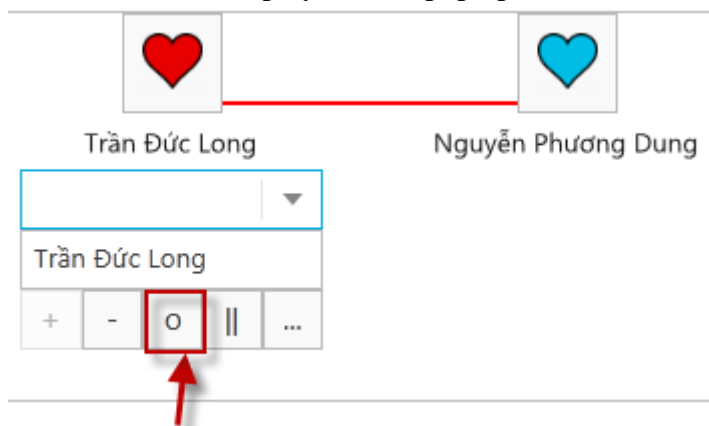 Trần Đức Long
Nguyễn Phương Dung
Trần Đức Long
+ - o || ...